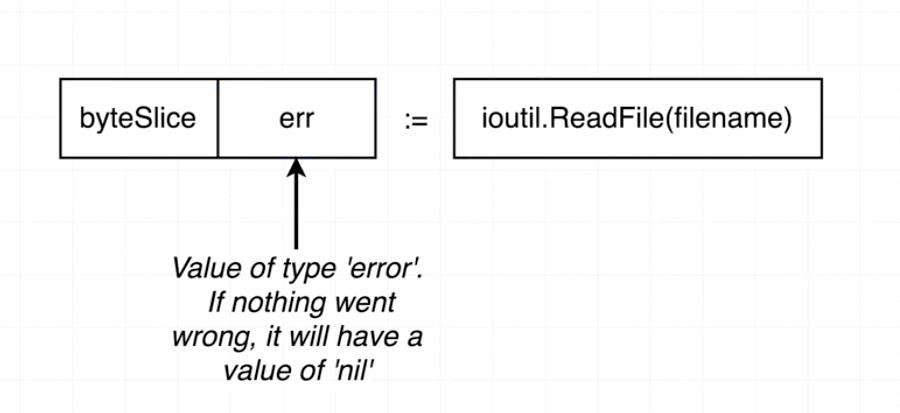 byteSlice err := ioutil.ReadFile(filename)
Value of type 'error'.
If nothing went
wrong, it will have a
value of 'nil'